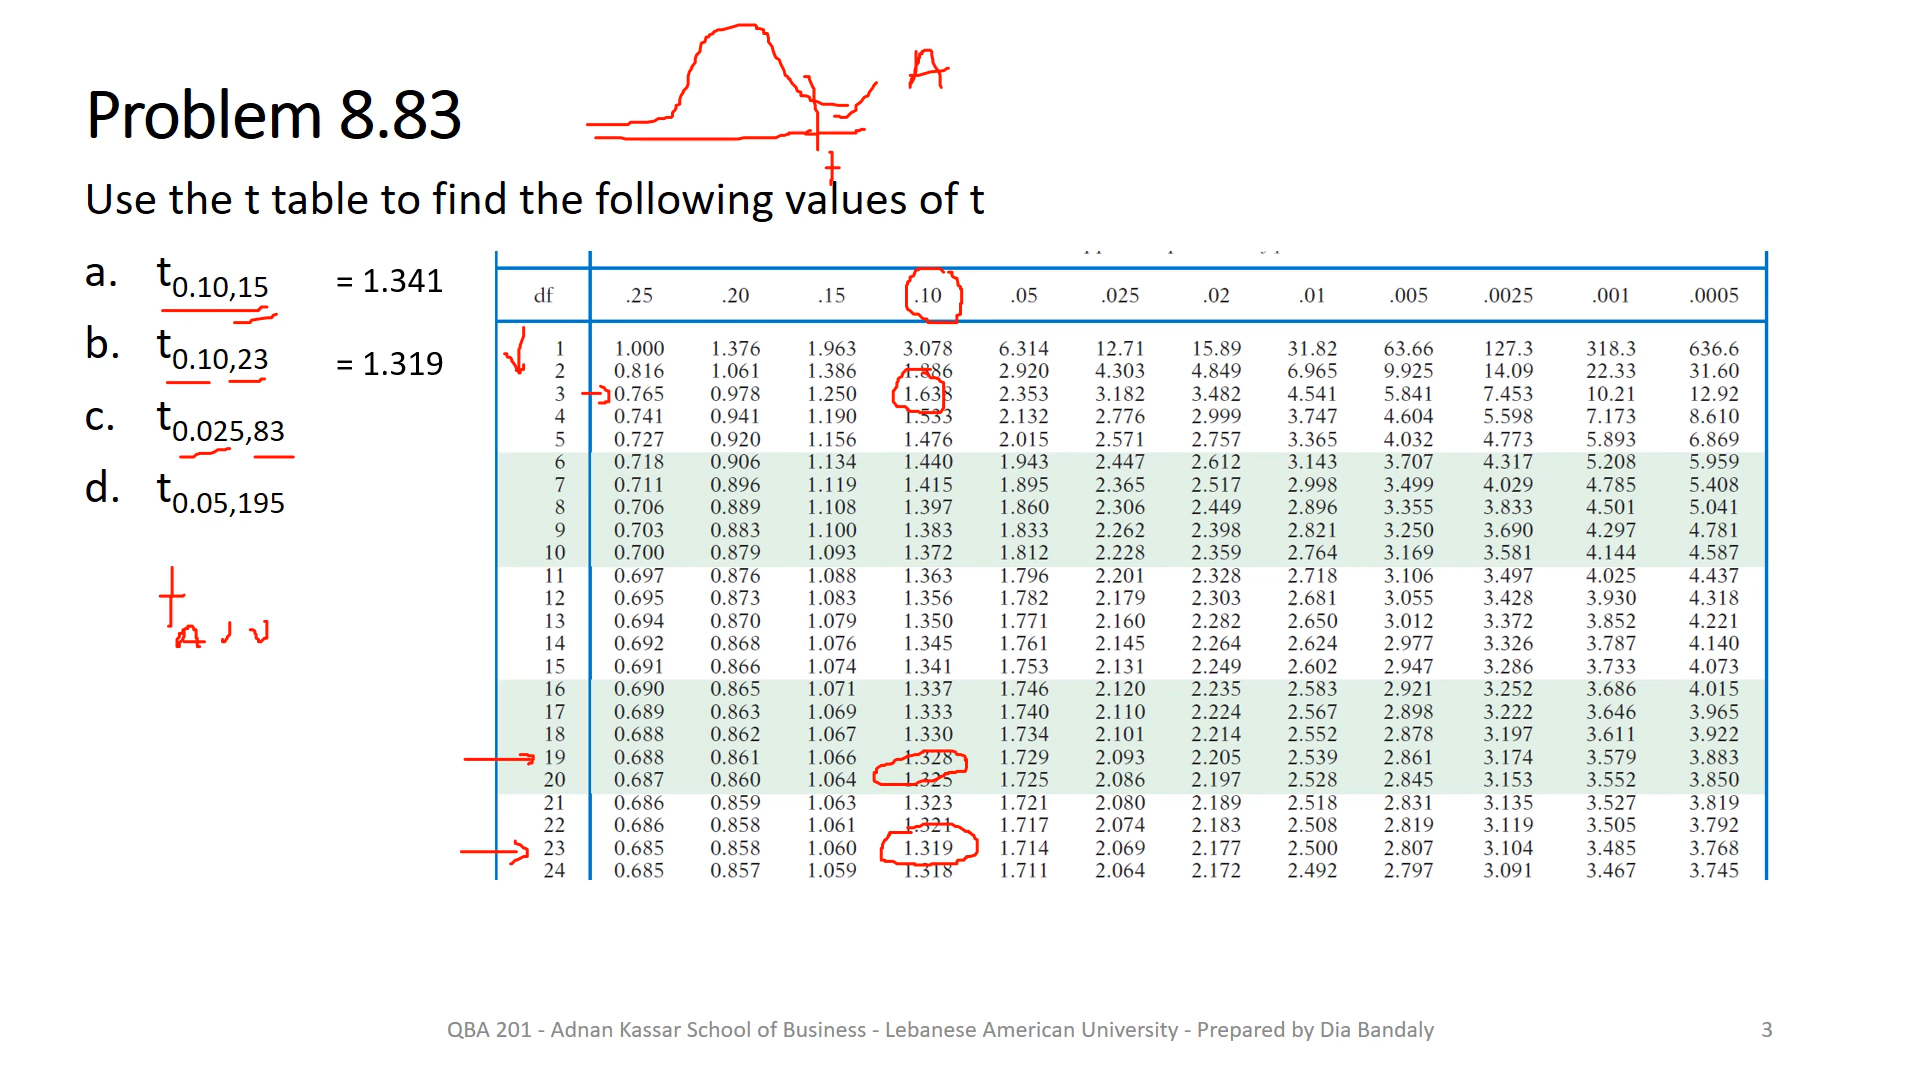 A
Problem 8.83
t
Use the t table to find the following values of t
a. t0.10,15 = 1.341
b. t0.10,23 = 1.319
c. t0.025,83
d. t0.05,195
tA,ν
df .25 .20 .15 .10 .05 .025 .02 .01 .005 .0025 .001 .0005
1 1.000 1.376 1.963 3.078 6.314 12.71 15.89 31.82 63.66 127.3 318.3 636.6
2 0.816 1.061 1.386 1.886 2.920 4.303 4.849 6.965 9.925 14.09 22.33 31.60
3 0.765 0.978 1.250 1.638 2.353 3.182 3.482 4.541 5.841 7.453 10.21 12.92
4 0.741 0.941 1.190 1.533 2.132 2.776 2.999 3.747 4.604 5.598 7.173 8.610
5 0.727 0.920 1.156 1.476 2.015 2.571 2.757 3.365 4.032 4.773 5.893 6.869
6 0.718 0.906 1.134 1.440 1.943 2.447 2.612 3.143 3.707 4.317 5.208 5.959
7 0.711 0.896 1.119 1.415 1.895 2.365 2.517 2.998 3.499 4.029 4.785 5.408
8 0.706 0.889 1.108 1.397 1.860 2.306 2.449 2.896 3.355 3.833 4.501 5.041
9 0.703 0.883 1.100 1.383 1.833 2.262 2.398 2.821 3.250 3.690 4.297 4.781
10 0.700 0.879 1.093 1.372 1.812 2.228 2.359 2.764 3.169 3.581 4.144 4.587
11 0.697 0.876 1.088 1.363 1.796 2.201 2.328 2.718 3.106 3.497 4.025 4.437
12 0.695 0.873 1.083 1.356 1.782 2.179 2.303 2.681 3.055 3.428 3.930 4.318
13 0.694 0.870 1.079 1.350 1.771 2.160 2.282 2.650 3.012 3.372 3.852 4.221
14 0.692 0.868 1.076 1.345 1.761 2.145 2.264 2.624 2.977 3.326 3.787 4.140
15 0.691 0.866 1.074 1.341 1.753 2.131 2.249 2.602 2.947 3.286 3.733 4.073
16 0.690 0.865 1.071 1.337 1.746 2.120 2.235 2.583 2.921 3.252 3.686 4.015
17 0.689 0.863 1.069 1.333 1.740 2.110 2.224 2.567 2.898 3.222 3.646 3.965
18 0.688 0.862 1.067 1.330 1.734 2.101 2.214 2.552 2.878 3.197 3.611 3.922
19 0.688 0.861 1.066 1.328 1.729 2.093 2.205 2.539 2.861 3.174 3.579 3.883
20 0.687 0.860 1.064 1.325 1.725 2.086 2.197 2.528 2.845 3.153 3.552 3.850
21 0.686 0.859 1.063 1.323 1.721 2.080 2.189 2.518 2.831 3.135 3.527 3.819
22 0.686 0.858 1.061 1.321 1.717 2.074 2.183 2.508 2.819 3.119 3.505 3.792
23 0.685 0.858 1.060 1.319 1.714 2.069 2.177 2.500 2.807 3.104 3.485 3.768
24 0.685 0.857 1.059 1.318 1.711 2.064 2.172 2.492 2.797 3.091 3.467 3.745
QBA 201 - Adnan Kassar School of Business - Lebanese American University - Prepared by Dia Bandaly
3